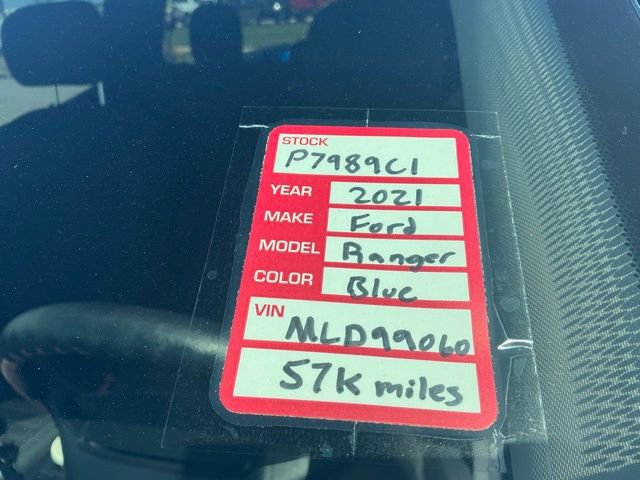 STOCK
P7989C1
YEAR 2021
MAKE Ford
MODEL Ranger
COLOR Blue
VIN
MLD99060
57K miles